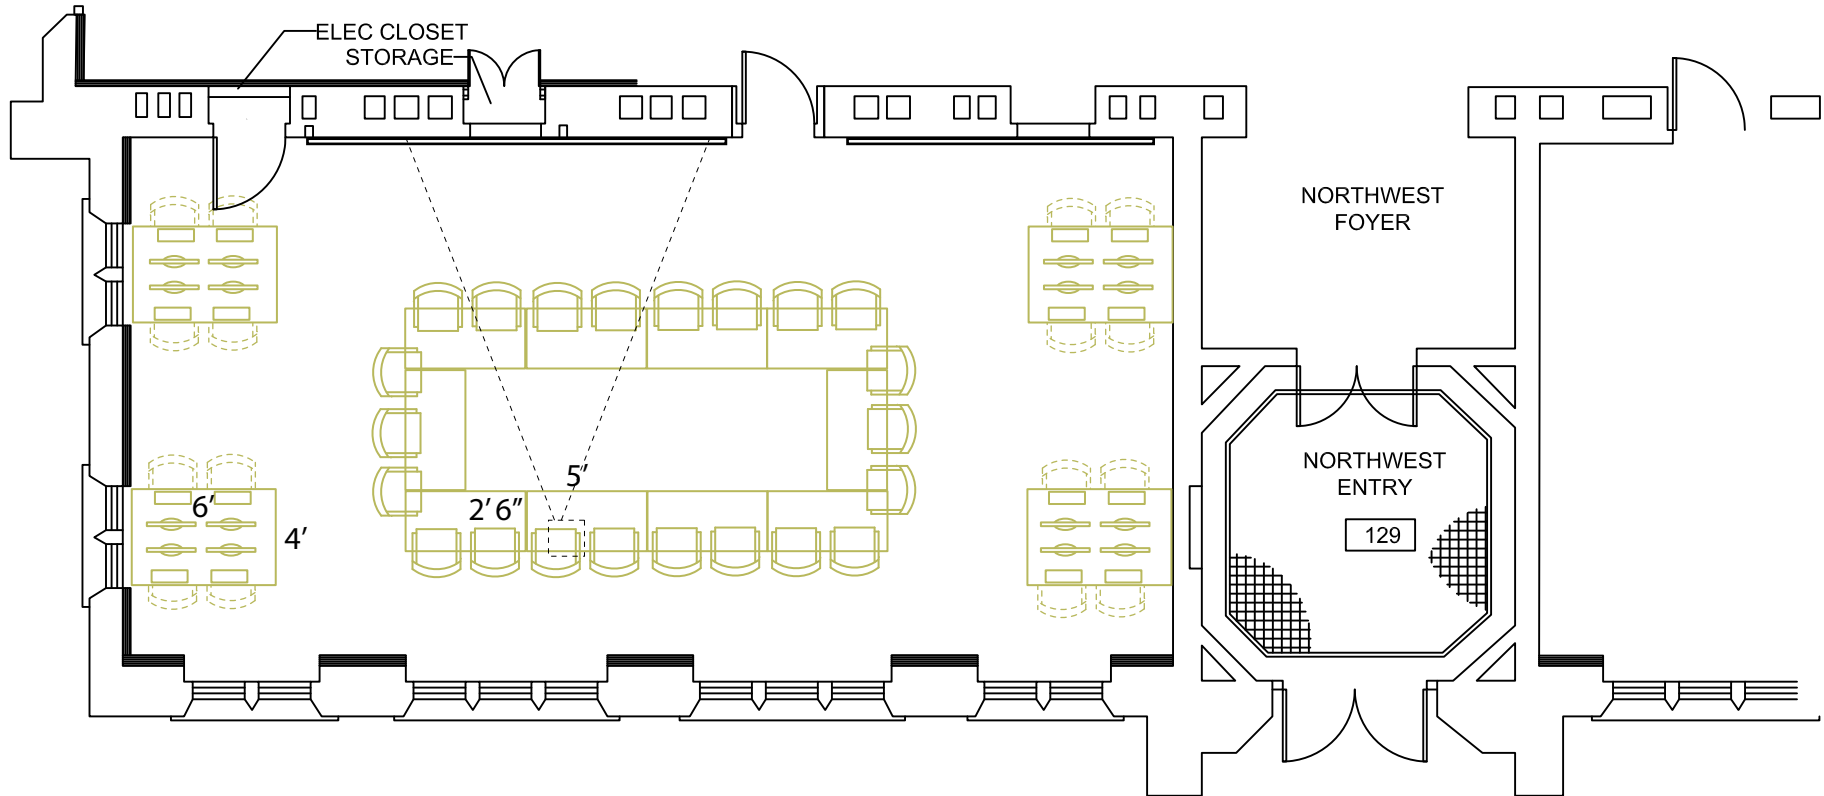 ELEC CLOSET
STORAGE
NORTHWEST
FOYER
NORTHWEST
ENTRY
129
5’
2’ 6”
6’
4’